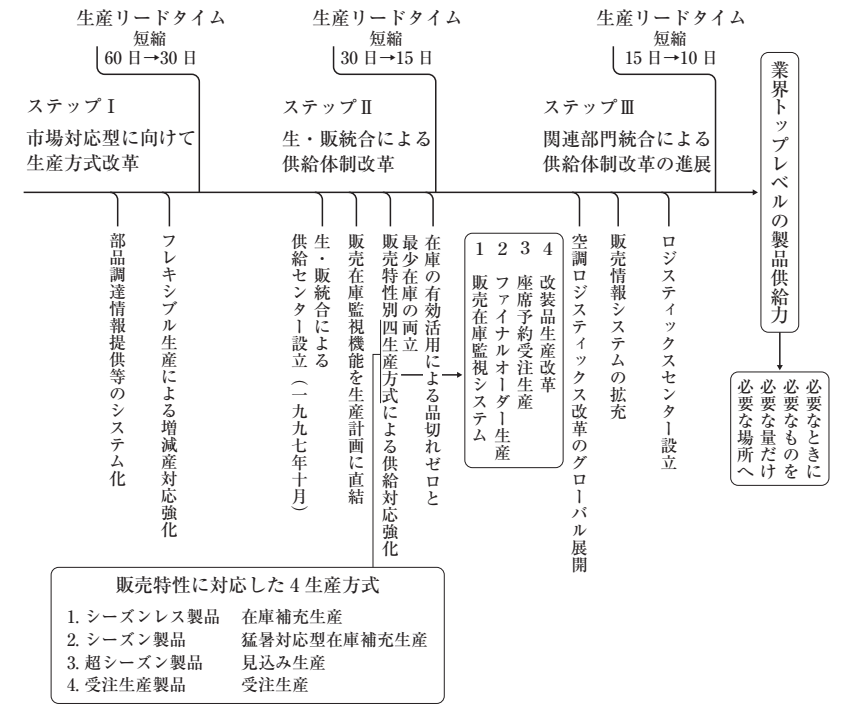 生産リードタイム
短縮
60日→30日
生産リードタイム
短縮
30日→15日
生産リードタイム
短縮
15日→10日
ステップⅠ
市場対応型に向けて
生産方式改革
ステップⅡ
生・販統合による
供給体制改革
ステップⅢ
関連部門統合による
供給体制改革の進展
業界トップレベルの製品供給力
部品調達情報提供等のシステム化
フレキシブル生産による増減産対応強化
生・販統合による
供給センター設立（一九九七年十月）
販売在庫監視機能を生産計画に直結
販売特性別四生産方式による供給対応強化
在庫の有効活用による品切れゼロと
最少在庫の両立
1 販売在庫監視システム
2 ファイナルオーダー生産
3 座席予約受注生産
4 改装品生産改革
空調ロジスティックス改革のグローバル展開
販売情報システムの拡充
ロジスティックスセンター設立
必要なときに
必要なものを
必要な量だけ
必要な場所へ
販売特性に対応した4生産方式
1. シーズンレス製品 在庫補充生産
2. シーズン製品 猛暑対応型在庫補充生産
3. 超シーズン製品 見込み生産
4. 受注生産製品 受注生産